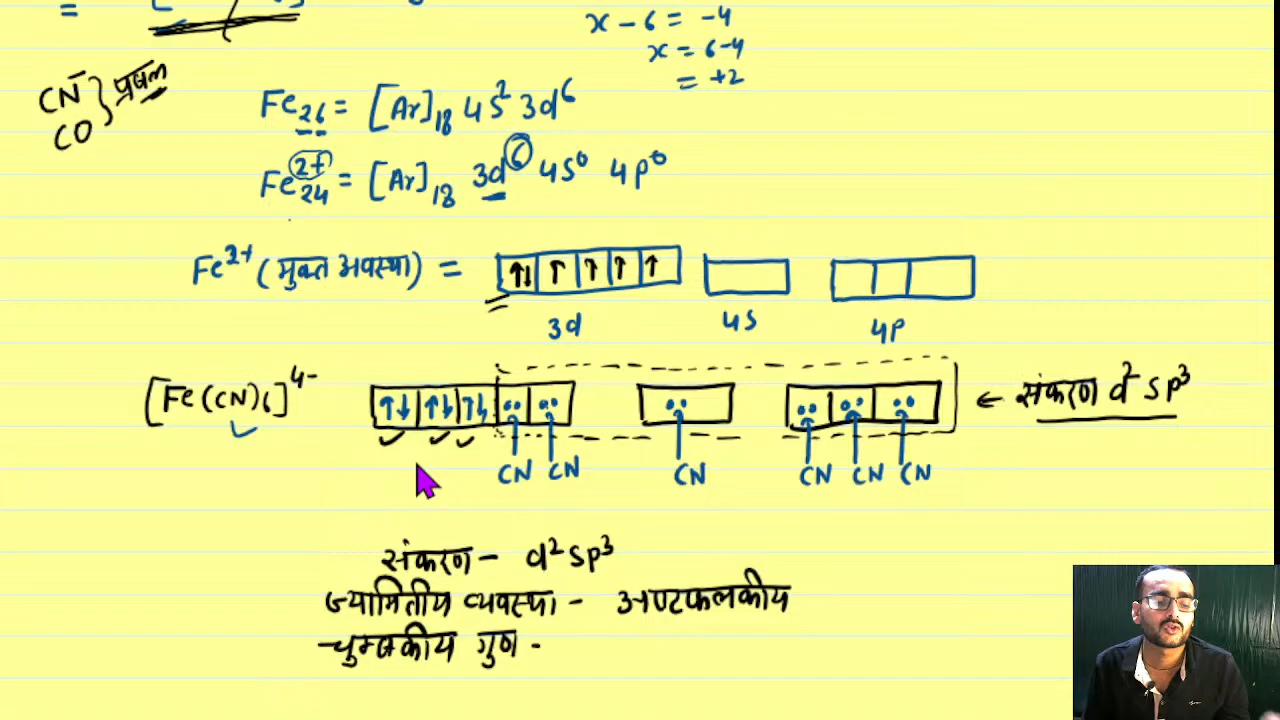 x - 6 = -4
x = 6-4
= +2
CN⁻
CO } प्रबल
Fe₂₆ = [Ar]₁₈ 4S² 3d⁶
Fe²⁺₂₄ = [Ar]₁₈ 3d⁶ 4S⁰ 4P⁰
Fe²⁺ (मुक्त अवस्था) =
3d 4S 4P
[Fe(CN)₆]⁴⁻ ← संकरण d²sp³
CN CN CN CN CN CN
संकरण - d²sp³
ज्यामितीय व्यवस्था - अष्टफलकीय
चुम्बकीय गुण -